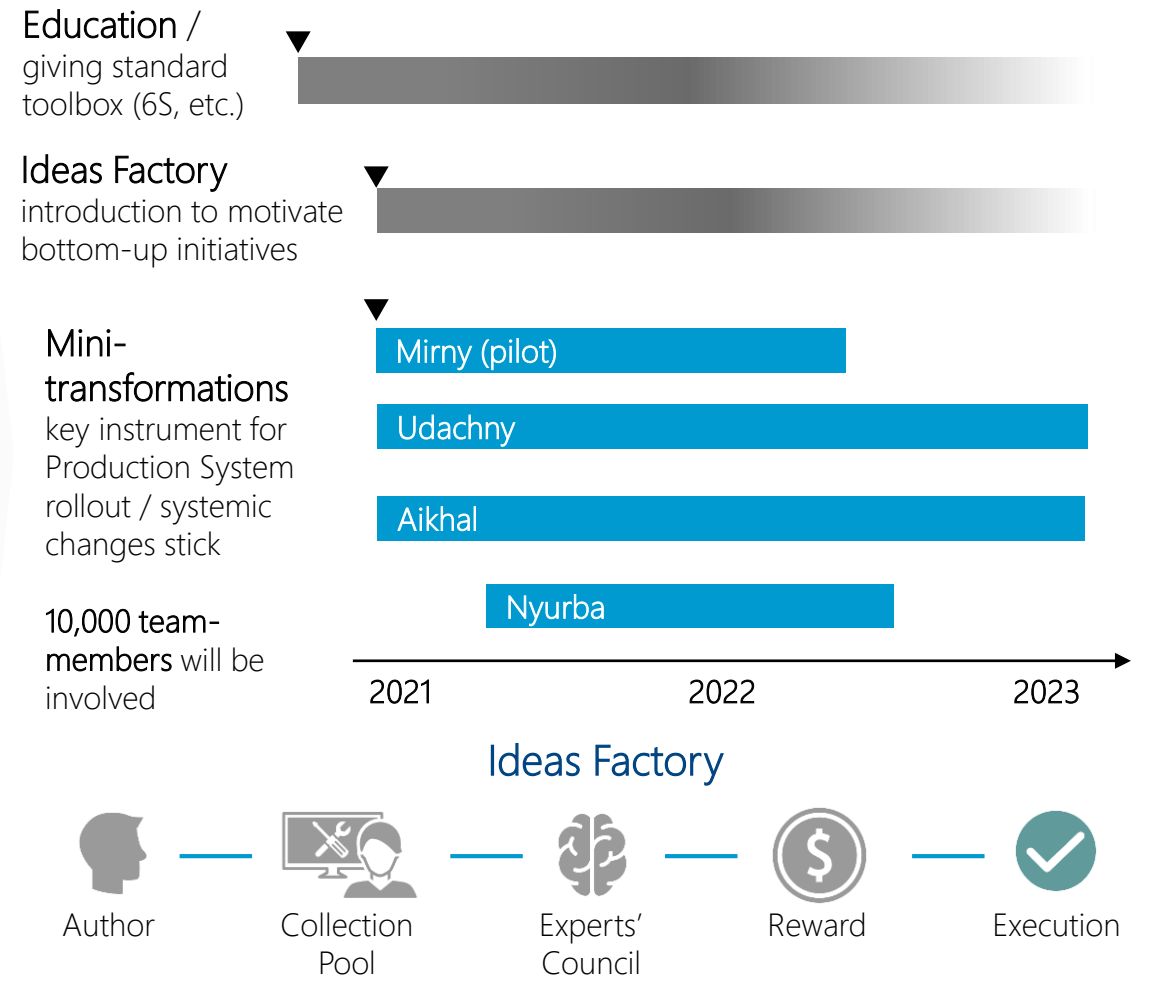 Education /
giving standard
toolbox (6S, etc.)
Ideas Factory
introduction to motivate
bottom-up initiatives
Mini-
transformations
key instrument for
Production System
rollout / systemic
changes stick
Mirny (pilot)
Udachny
Aikhal
Nyurba
10,000 team-
members will be
involved
2021
2022
2023
Ideas Factory
$
Author
Collection
Pool
Experts’
Council
Reward
Execution